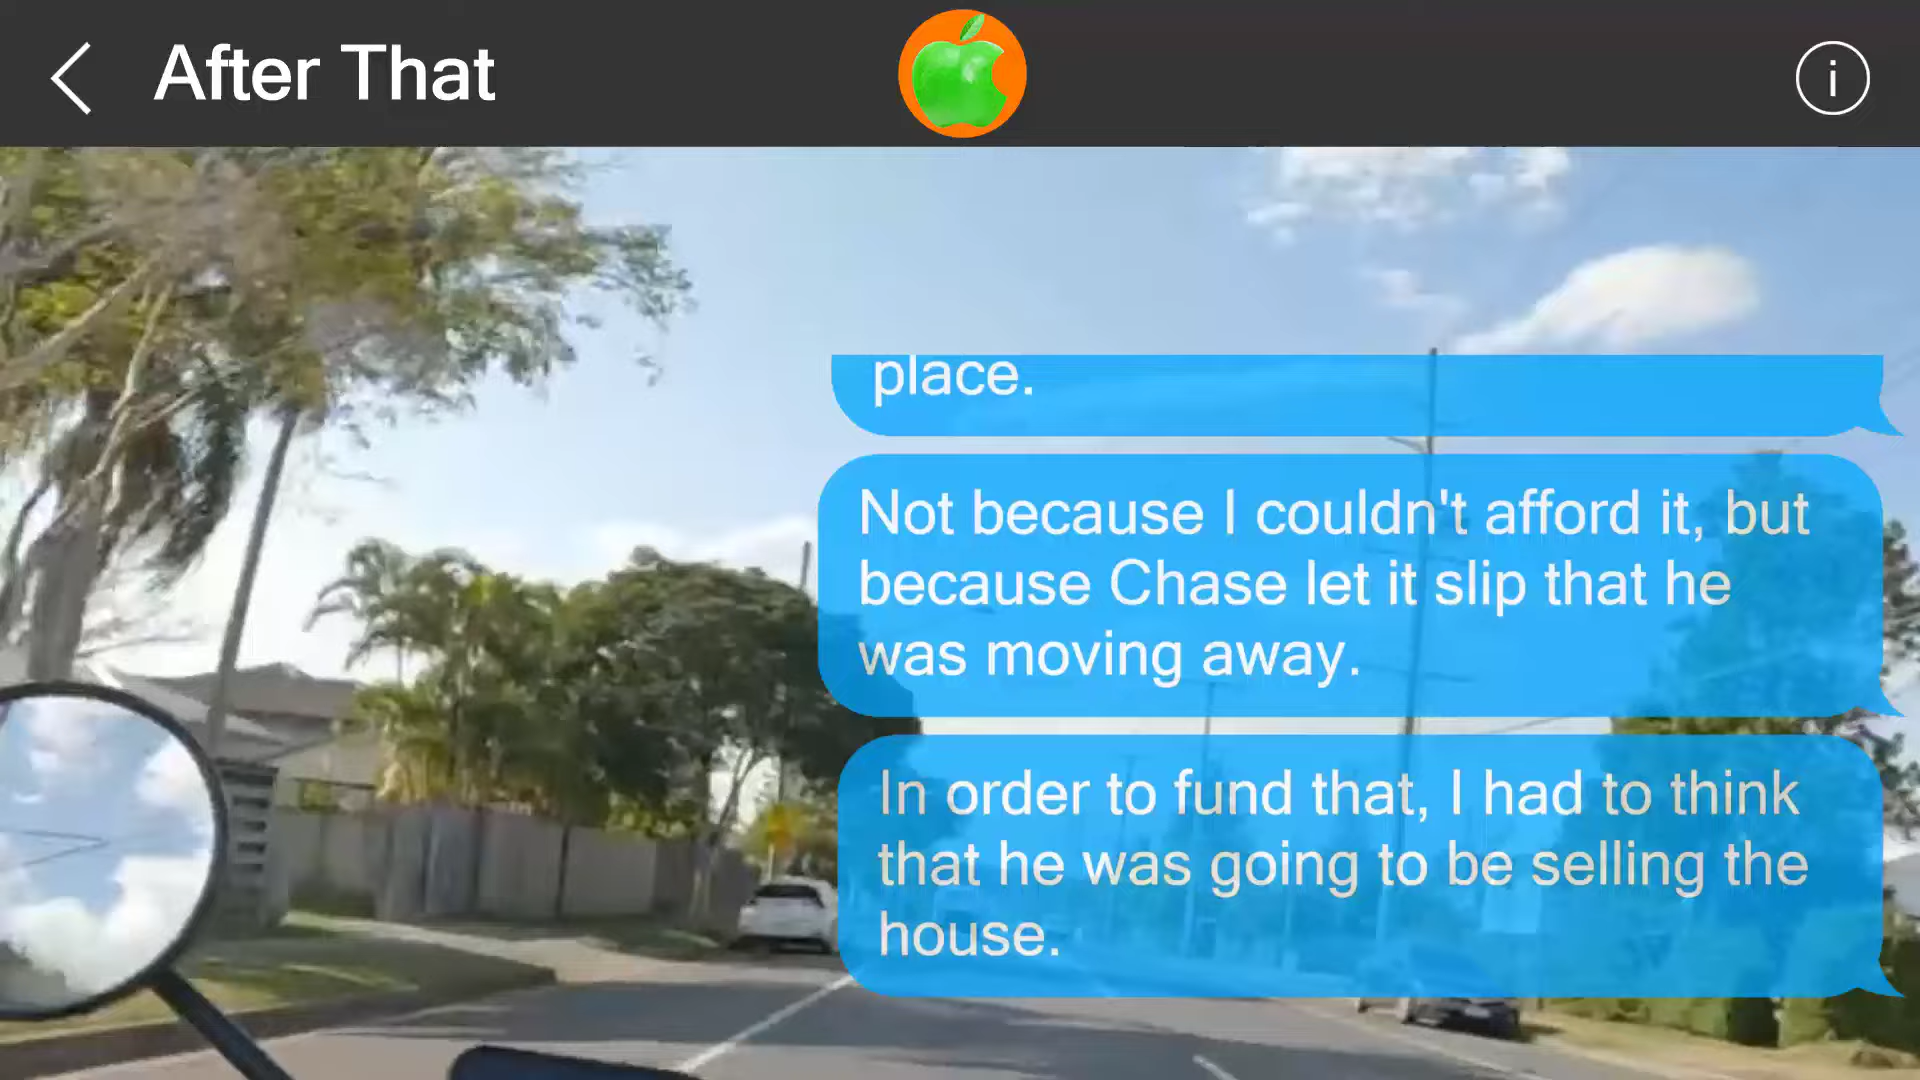 After That
i
place.
Not because I couldn't afford it, but
because Chase let it slip that he
was moving away.
In order to fund that, I had to think
that he was going to be selling the
house.